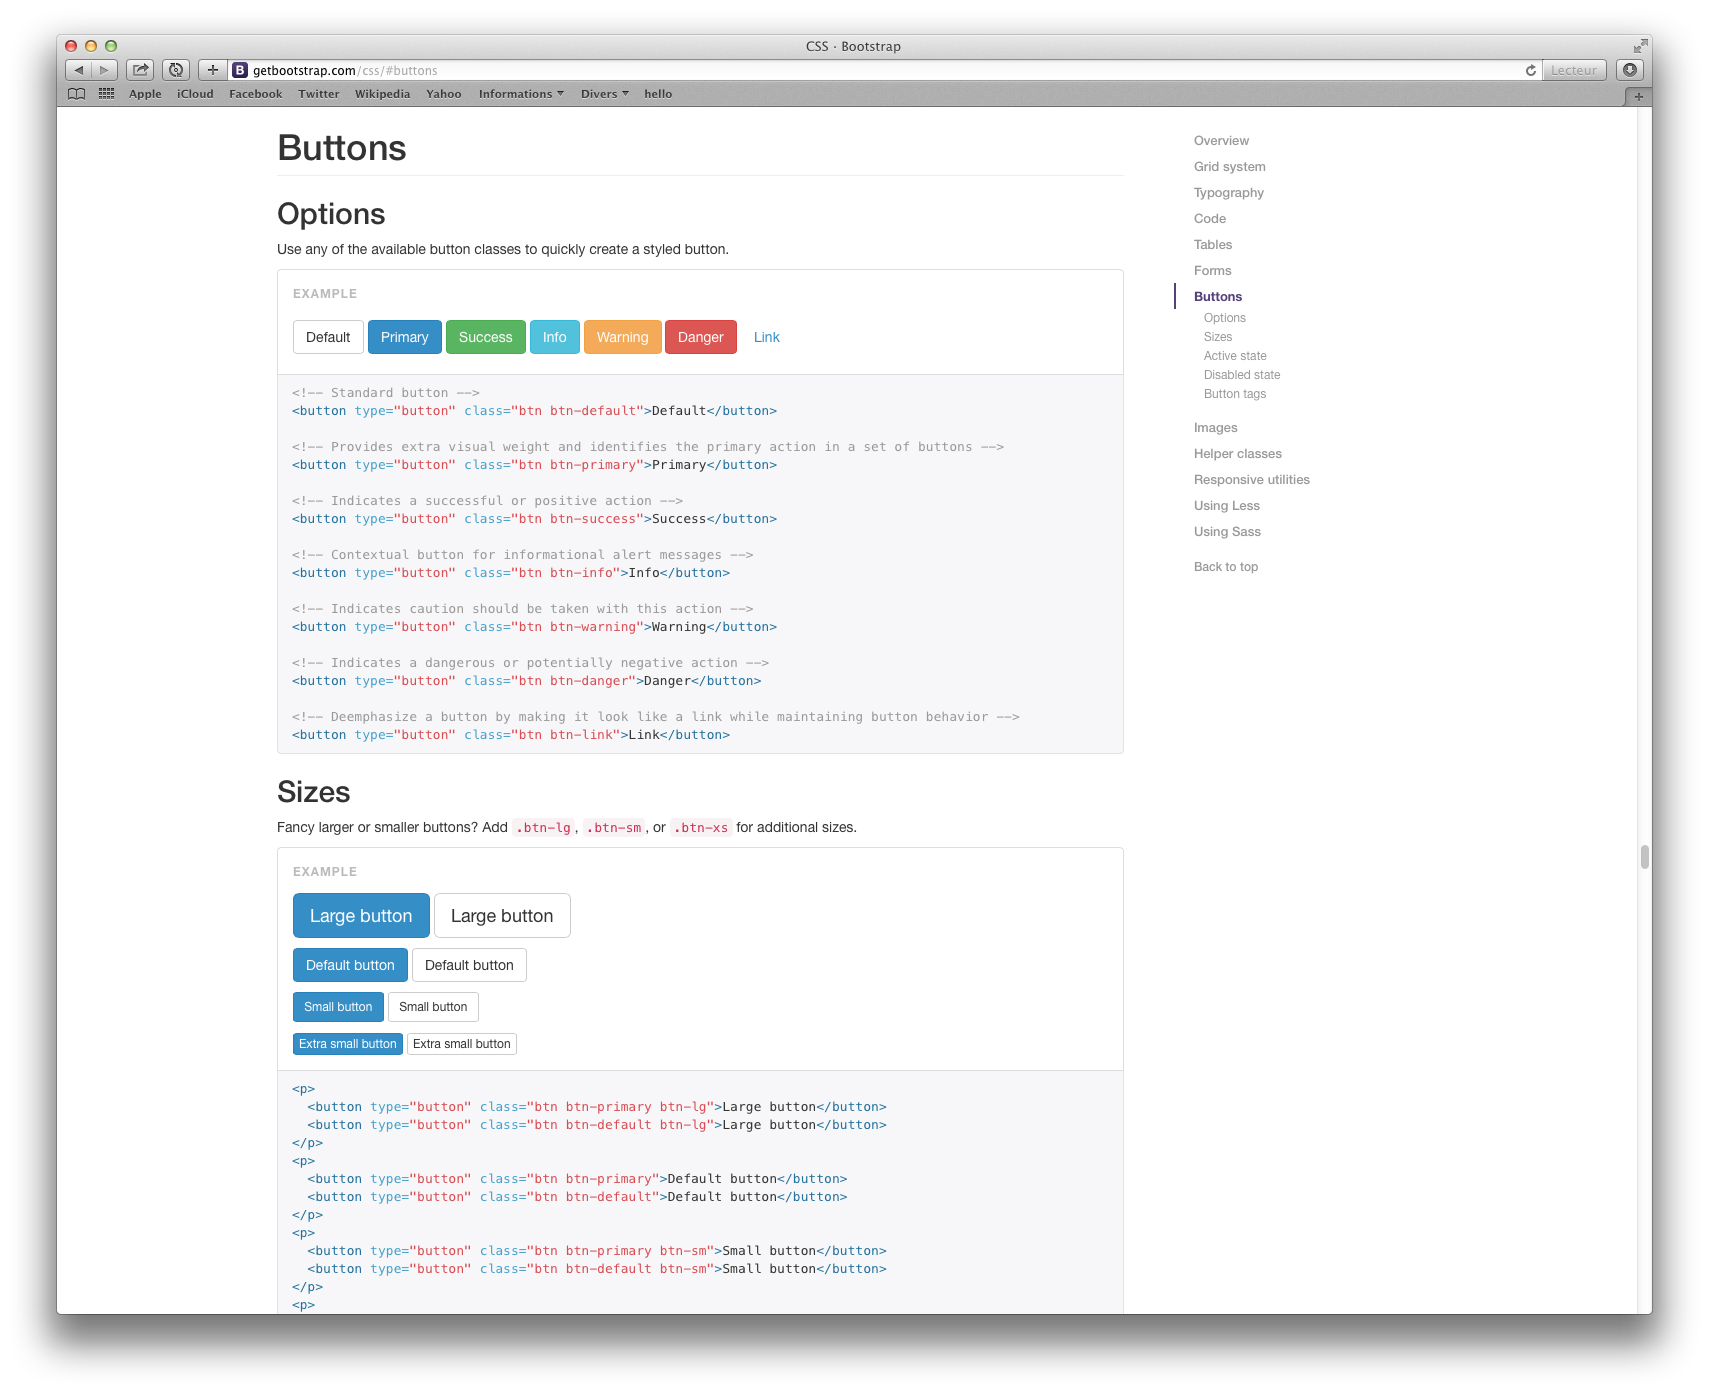 CSS · Bootstrap
getbootstrap.com/css/#buttons
Lecteur
Apple iCloud Facebook Twitter Wikipedia Yahoo Informations Divers hello
Buttons
Options
Use any of the available button classes to quickly create a styled button.
EXAMPLE
Default Primary Success Info Warning Danger Link
<!-- Standard button -->
<button type="button" class="btn btn-default">Default</button>
<!-- Provides extra visual weight and identifies the primary action in a set of buttons -->
<button type="button" class="btn btn-primary">Primary</button>
<!-- Indicates a successful or positive action -->
<button type="button" class="btn btn-success">Success</button>
<!-- Contextual button for informational alert messages -->
<button type="button" class="btn btn-info">Info</button>
<!-- Indicates caution should be taken with this action -->
<button type="button" class="btn btn-warning">Warning</button>
<!-- Indicates a dangerous or potentially negative action -->
<button type="button" class="btn btn-danger">Danger</button>
<!-- Deemphasize a button by making it look like a link while maintaining button behavior -->
<button type="button" class="btn btn-link">Link</button>
Sizes
Fancy larger or smaller buttons? Add .btn-lg, .btn-sm, or .btn-xs for additional sizes.
EXAMPLE
Large button Large button
Default button Default button
Small button Small button
Extra small button Extra small button
<p>
<button type="button" class="btn btn-primary btn-lg">Large button</button>
<button type="button" class="btn btn-default btn-lg">Large button</button>
</p>
<p>
<button type="button" class="btn btn-primary">Default button</button>
<button type="button" class="btn btn-default">Default button</button>
</p>
<p>
<button type="button" class="btn btn-primary btn-sm">Small button</button>
<button type="button" class="btn btn-default btn-sm">Small button</button>
</p>
<p>
Overview
Grid system
Typography
Code
Tables
Forms
Buttons
Options
Sizes
Active state
Disabled state
Button tags
Images
Helper classes
Responsive utilities
Using Less
Using Sass
Back to top